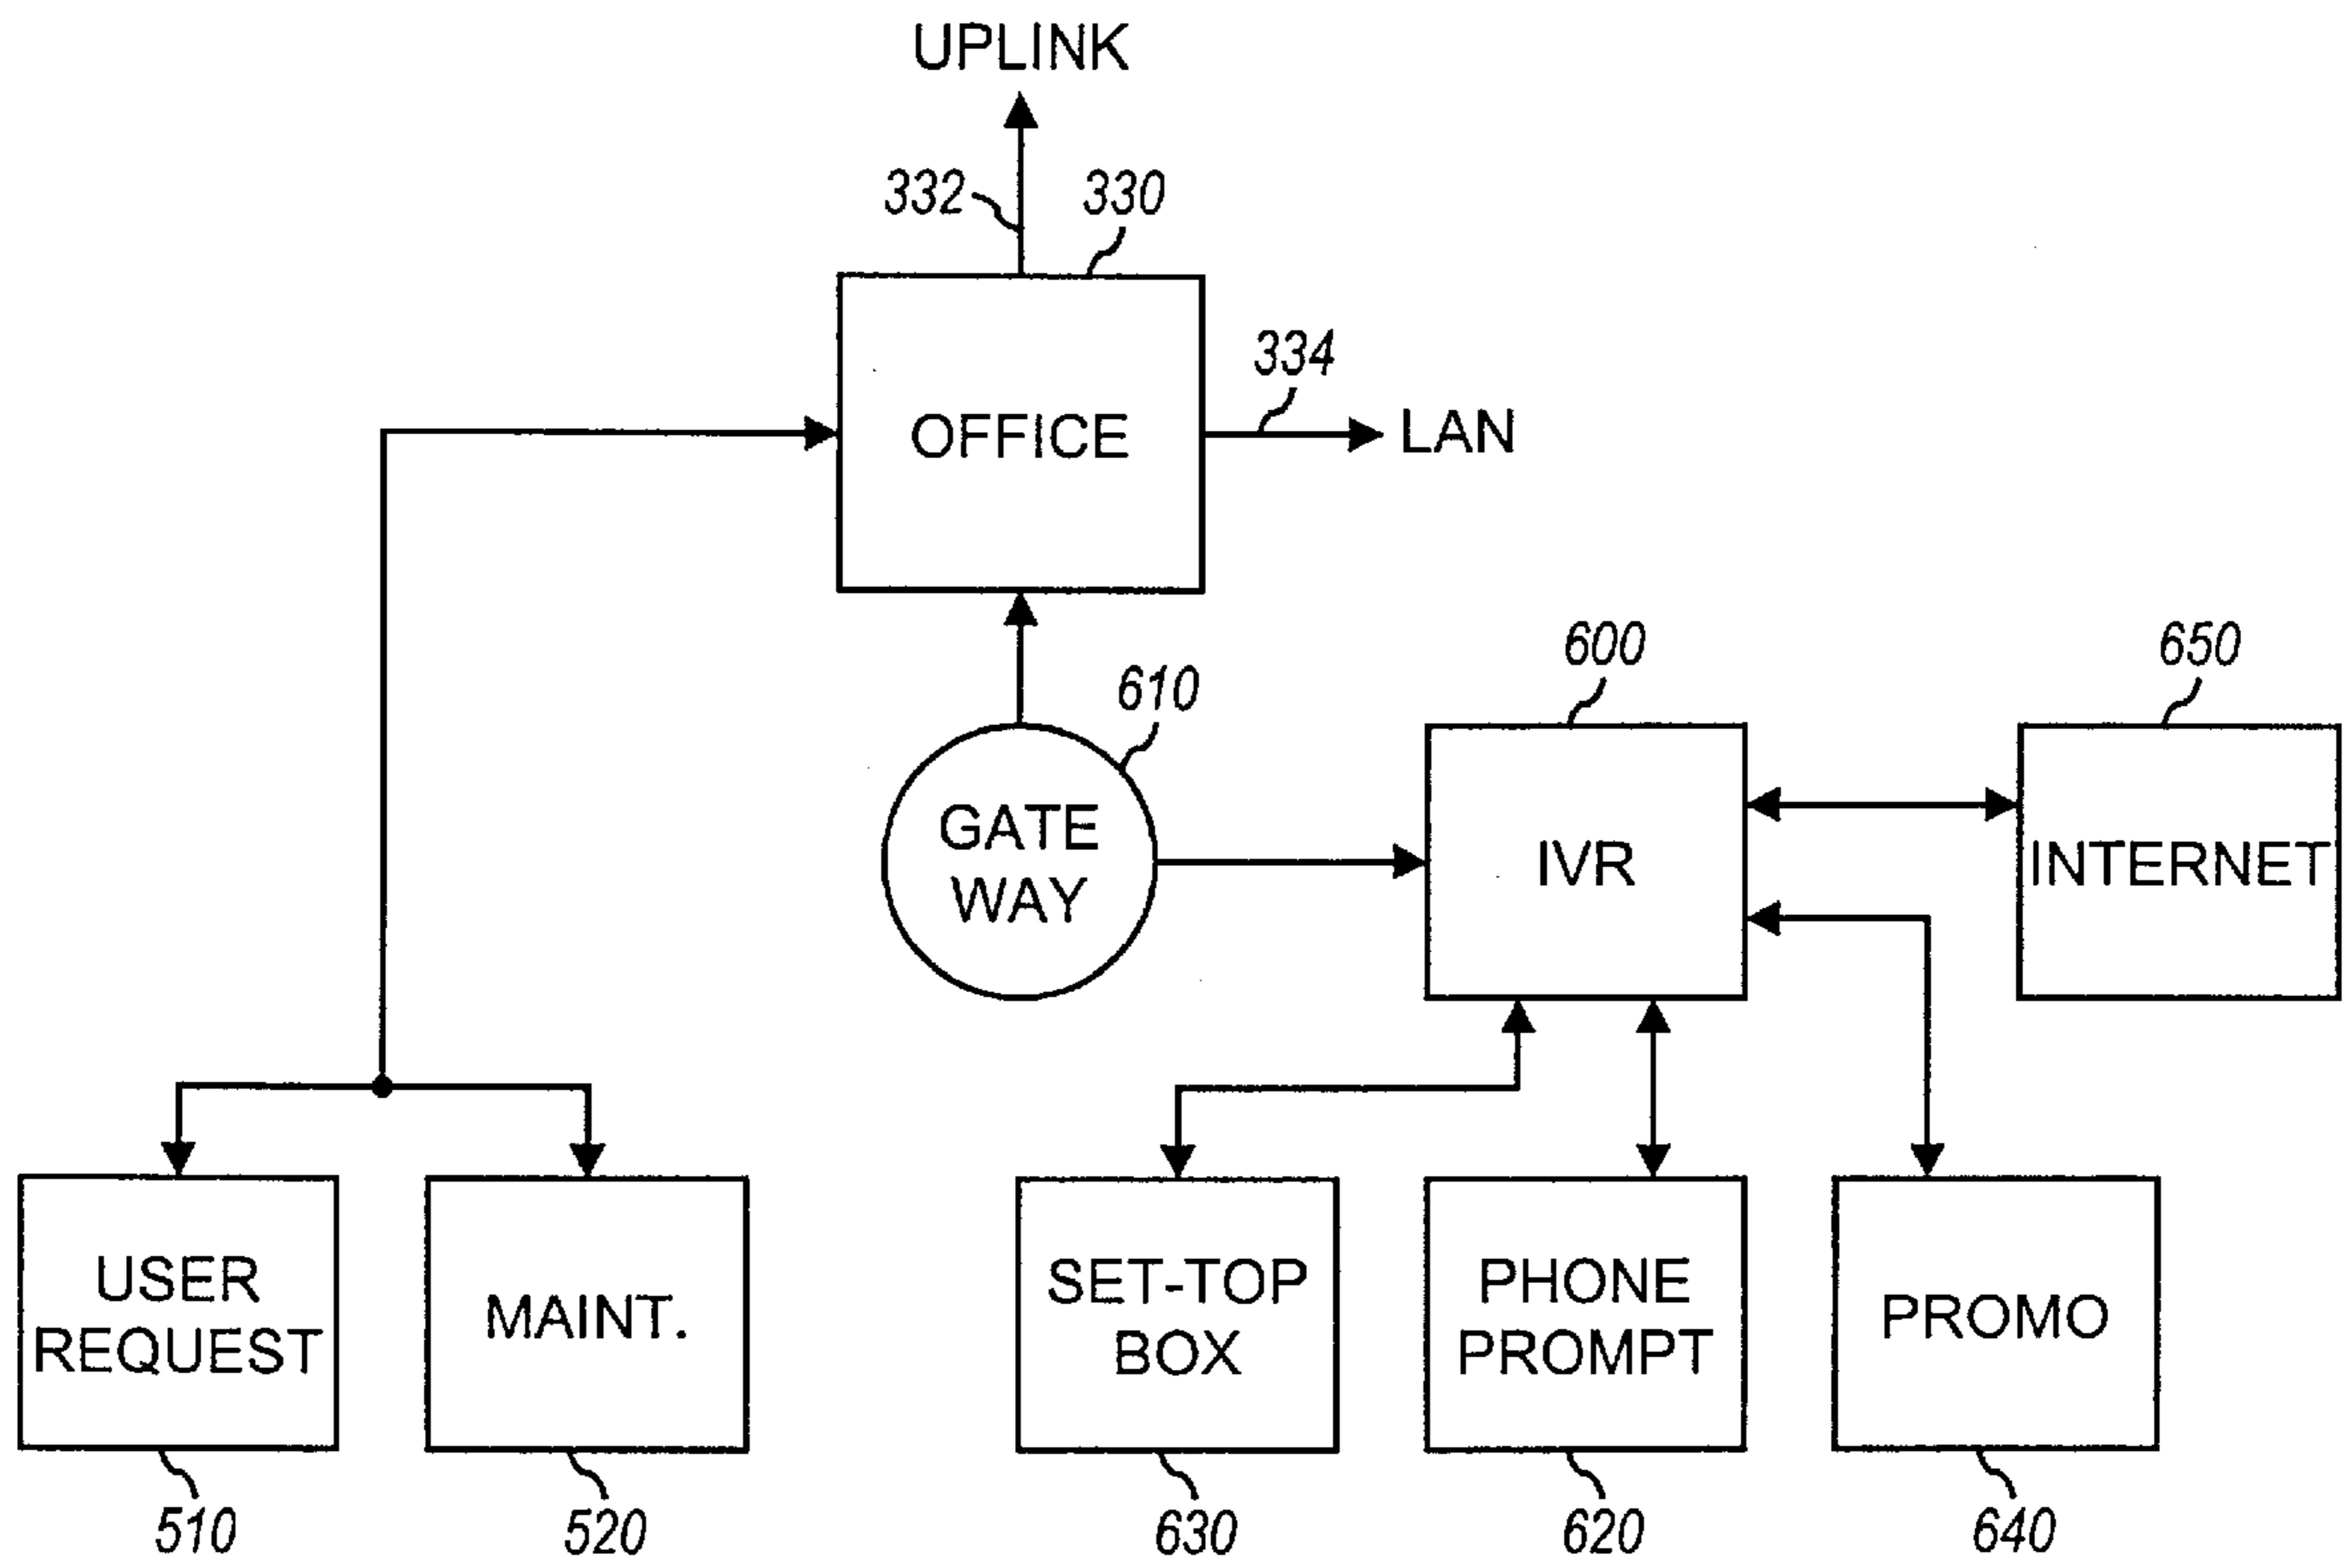 UPLINK
332
330
334
OFFICE
LAN
600
650
610
GATE
WAY
IVR
INTERNET
USER
REQUEST
MAINT.
SET-TOP
BOX
PHONE
PROMPT
PROMO
510
520
630
620
640